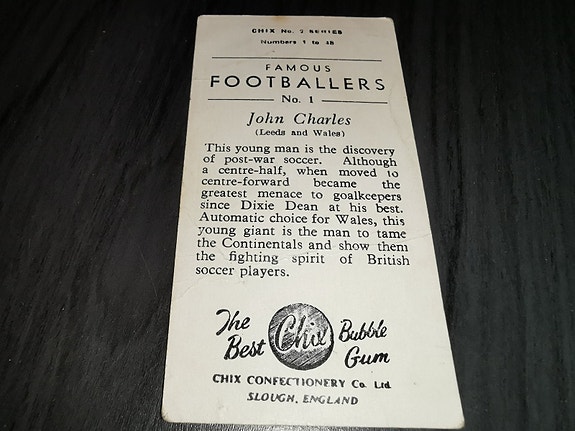 CHIX No. 2 SERIES
Numbers 1 to 48
FAMOUS
FOOTBALLERS
No. 1
John Charles
(Leeds and Wales)
This young man is the discovery
of post-war soccer. Although
a centre-half, when moved to
centre-forward became the
greatest menace to goalkeepers
since Dixie Dean at his best.
Automatic choice for Wales, this
young giant is the man to tame
the Continentals and show them
the fighting spirit of British
soccer players.
The Best Chix Bubble Gum
CHIX CONFECTIONERY Co. Ltd.
SLOUGH, ENGLAND